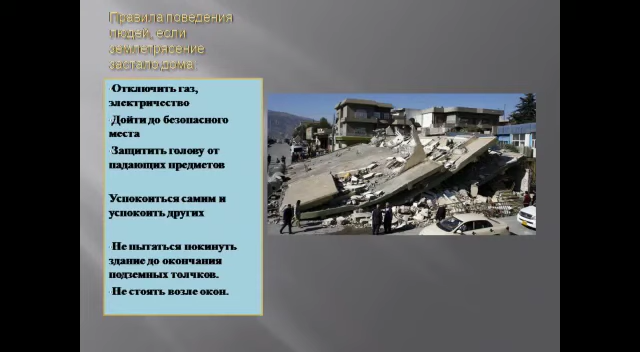 Правила поведения
людей, если
землетрясение
застало дома.
Отключить газ,
электричество
Дойти до безопасного
места
Защитить голову от
падающих предметов
Успокоиться самим и
успокоить других
Не пытаться покинуть
здание до окончания
подземных толчков.
Не стоять возле окон.